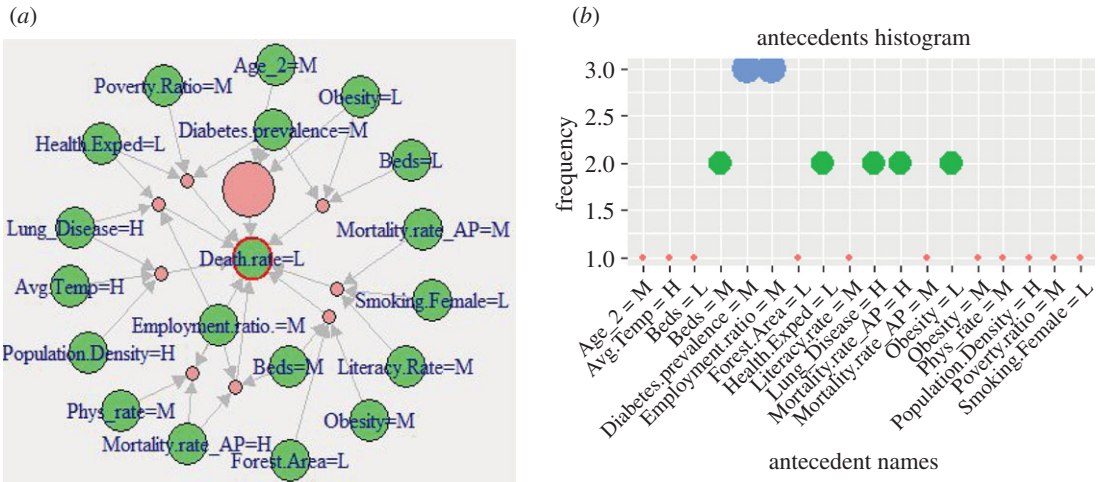 (a)
Age_2=M
Poverty.Ratio=M
Obesity=L
Diabetes.prevalence=M
Health.Exped=L
Beds=L
Lung_Disease=H
Mortality.rate_AP=M
Death.rate=L
Avg.Temp=H
Smoking.Female=L
Employment.ratio.=M
Population.Density=H
Beds=M
Literacy.Rate=M
Phys_rate=M
Obesity=M
Mortality.rate_AP=H
Forest.Area=L
(b)
antecedents histogram
frequency
3.0
2.5
2.0
1.5
1.0
Age_2 = M
Avg.Temp = H
Beds = L
Beds = M
Diabetes.prevalence = M
Employment.ratio = M
Forest.Area = L
Health.Exped = L
Literacy.rate = M
Lung_Disease = H
Mortality.rate_AP = H
Mortality.rate_AP = M
Obesity = L
Obesity = M
Phys_rate = M
Population.Density = H
Poverty.ratio = M
Smoking.Female = L
antecedent names